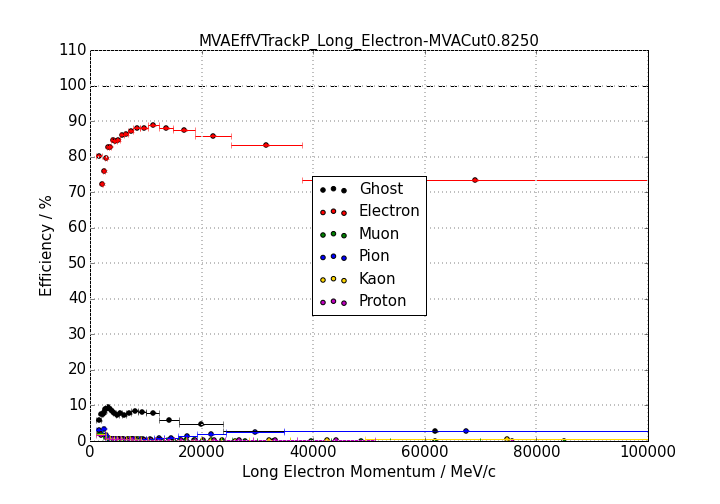 MVAEffVTrackP_Long_Electron-MVACut0.8250
110
100
90
80
70
60
50
40
30
20
10
0
Efficiency / %
Ghost
Electron
Muon
Pion
Kaon
Proton
0 20000 40000 60000 80000 100000
Long Electron Momentum / MeV/c